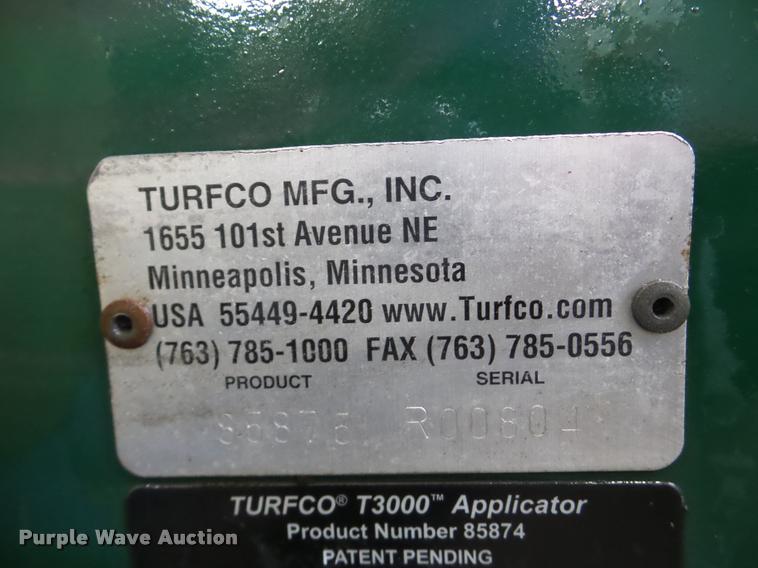 TURFCO MFG., INC.
1655 101st Avenue NE
Minneapolis, Minnesota
USA 55449-4420 www.Turfco.com
(763) 785-1000 FAX (763) 785-0556
PRODUCT SERIAL
TURFCO® T3000™ Applicator
Product Number 85874
PATENT PENDING
Purple Wave Auction